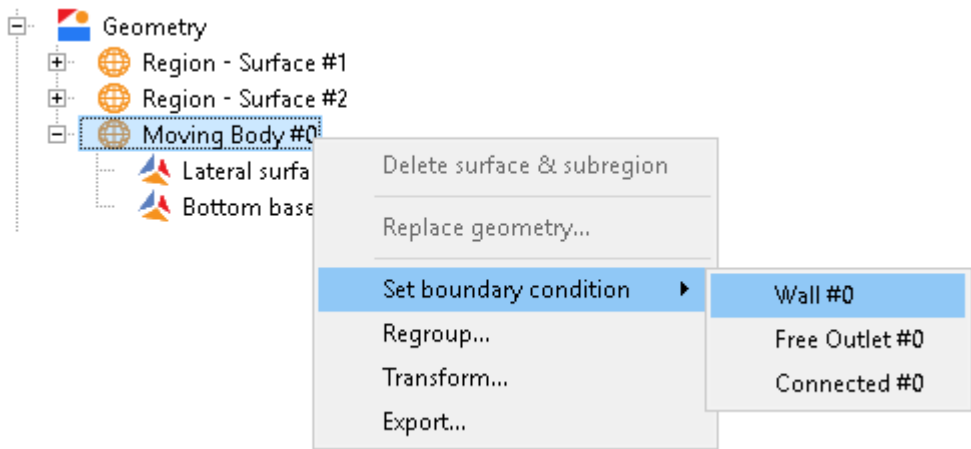 Geometry
Region - Surface #1
Region - Surface #2
Moving Body #0
Lateral surfa
Bottom base
Delete surface & subregion
Replace geometry...
Set boundary condition
Regroup...
Transform...
Export...
Wall #0
Free Outlet #0
Connected #0